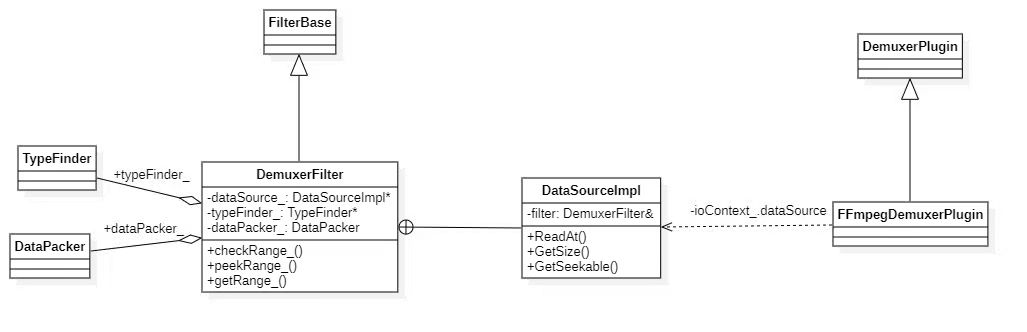 FilterBase
DemuxerPlugin
TypeFinder
+typeFinder_
DemuxerFilter
-dataSource_: DataSourceImpl*
-typeFinder_: TypeFinder*
-dataPacker_: DataPacker
+checkRange_()
+peekRange_()
+getRange_()
+dataPacker_
DataPacker
DataSourceImpl
-filter: DemuxerFilter&
+ReadAt()
+GetSize()
+GetSeekable()
-ioContext_.dataSource
FFmpegDemuxerPlugin